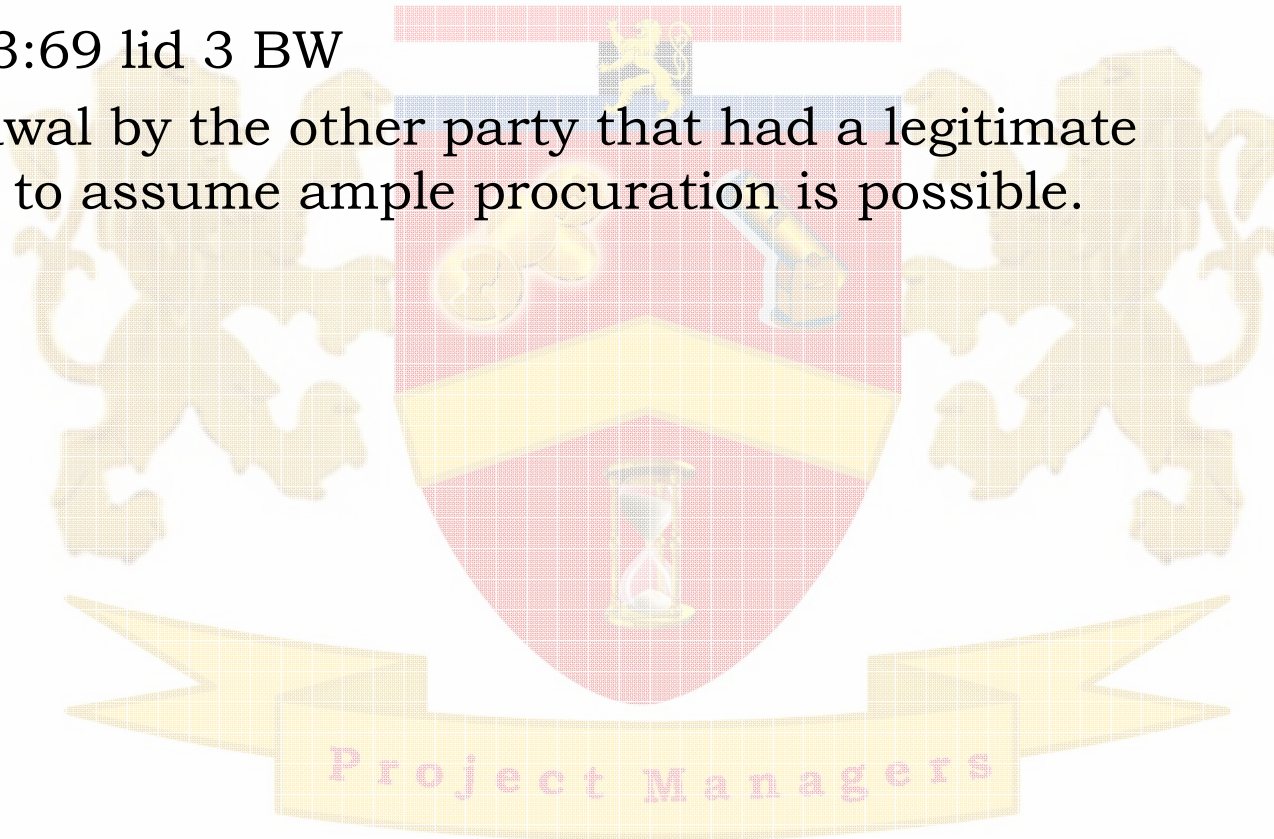 3:69 lid 3 BW
wal by the other party that had a legitimate
to assume ample procuration is possible.
Project Managers